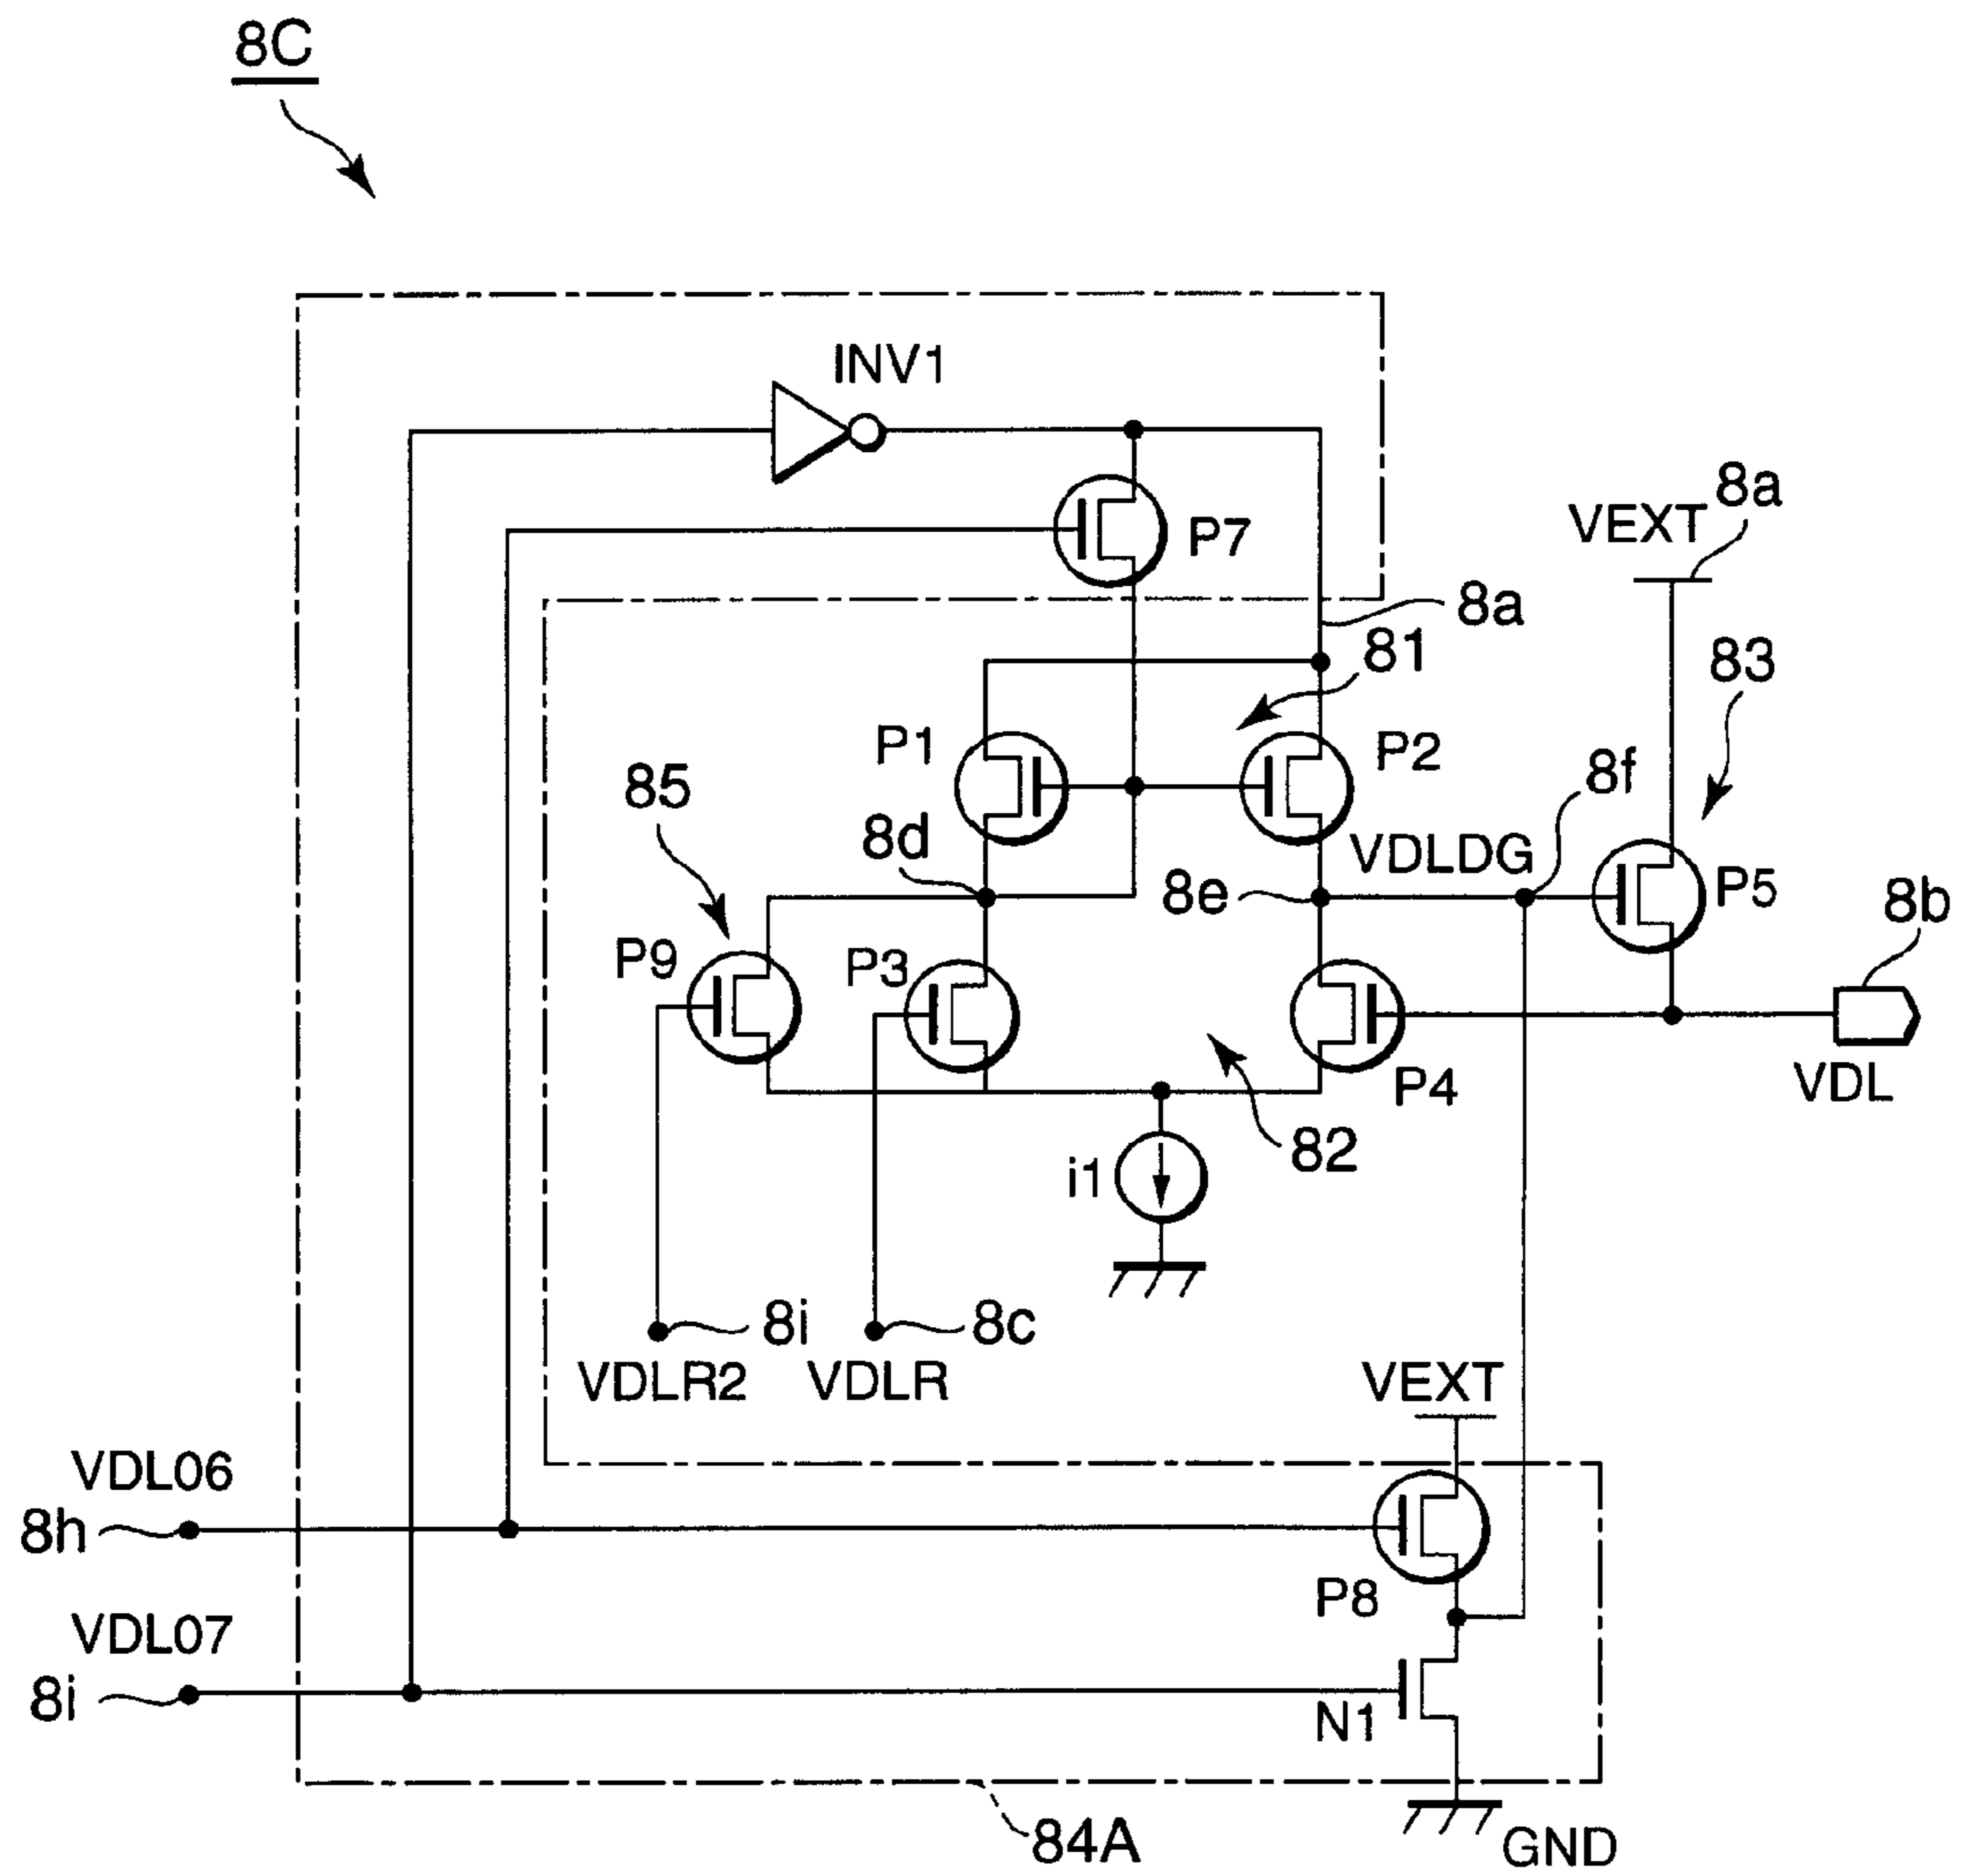 8C
INV1
P7
VEXT
8a
8a
81
83
P1
P2
85
8d
8f
VDLDG
8e
P5
8b
P9
P3
P4
VDL
82
i1
8i
8c
VDLR2
VDLR
VEXT
VDL06
8h
P8
VDL07
8i
N1
84A
GND